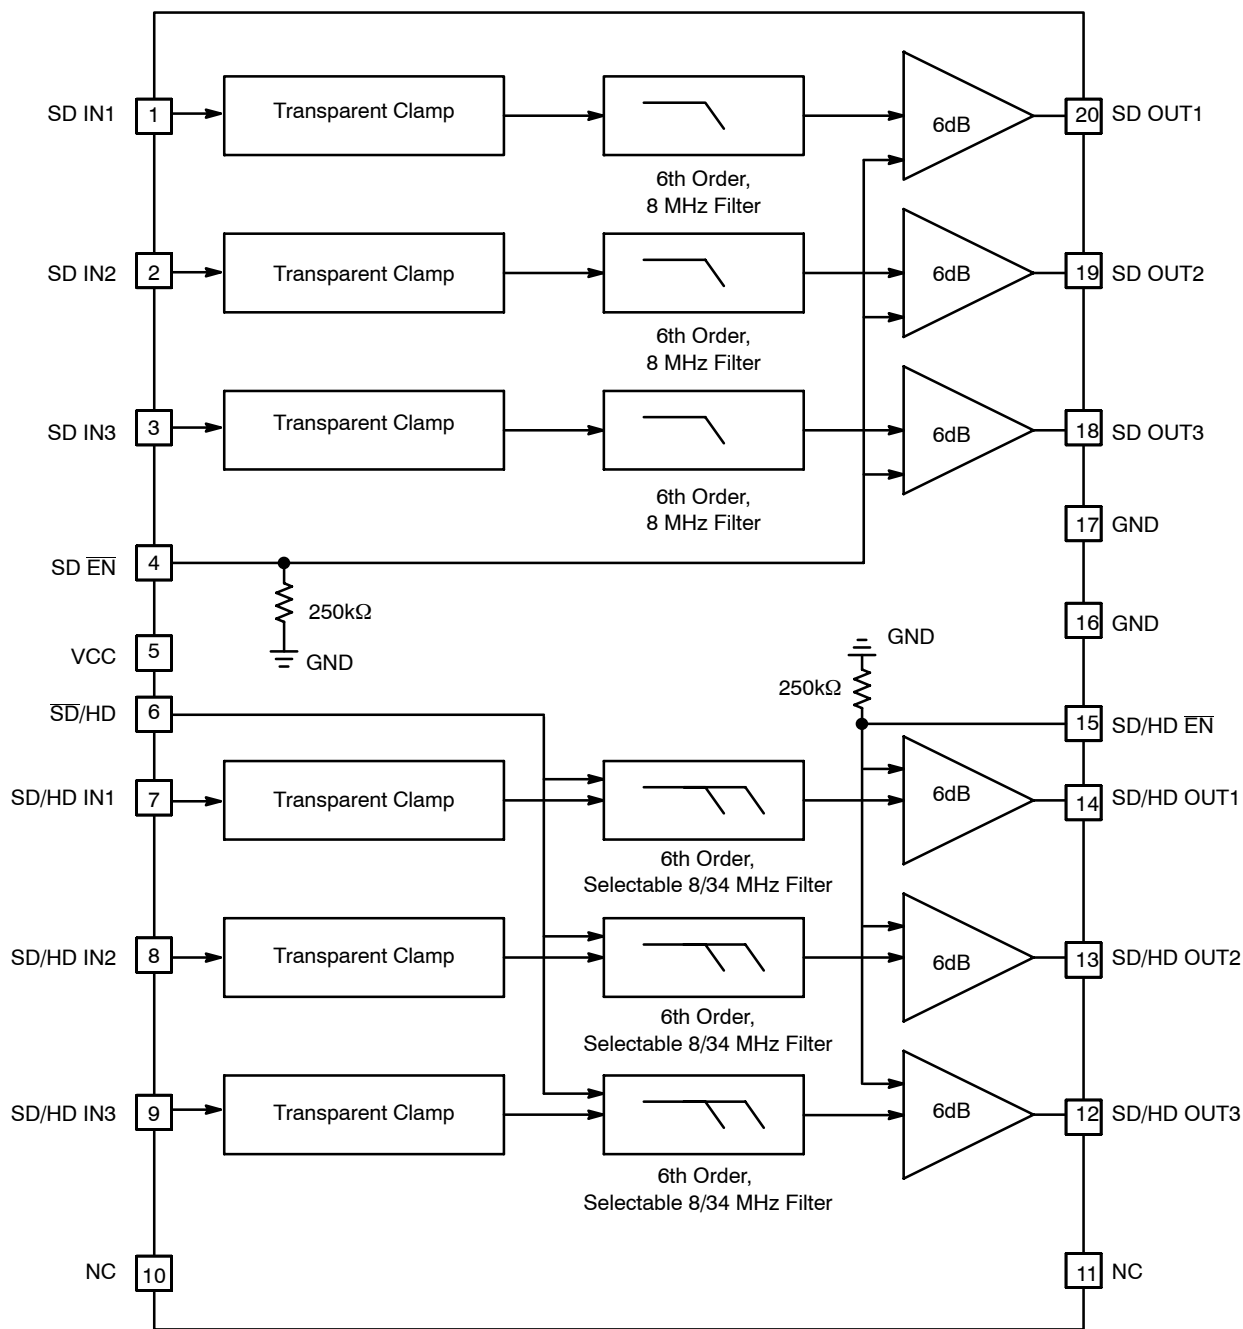 SD IN1
1
Transparent Clamp
6th Order,
8 MHz Filter
6dB
20
SD OUT1
SD IN2
2
Transparent Clamp
6th Order,
8 MHz Filter
6dB
19
SD OUT2
SD IN3
3
Transparent Clamp
6th Order,
8 MHz Filter
6dB
18
SD OUT3
17
GND
SD E̅N̅
4
250kΩ
GND
16
GND
VCC
5
GND
250kΩ
S̅D̅/HD
6
15
SD/HD E̅N̅
SD/HD IN1
7
Transparent Clamp
6th Order,
Selectable 8/34 MHz Filter
6dB
14
SD/HD OUT1
SD/HD IN2
8
Transparent Clamp
6th Order,
Selectable 8/34 MHz Filter
6dB
13
SD/HD OUT2
SD/HD IN3
9
Transparent Clamp
6th Order,
Selectable 8/34 MHz Filter
6dB
12
SD/HD OUT3
NC
10
11
NC